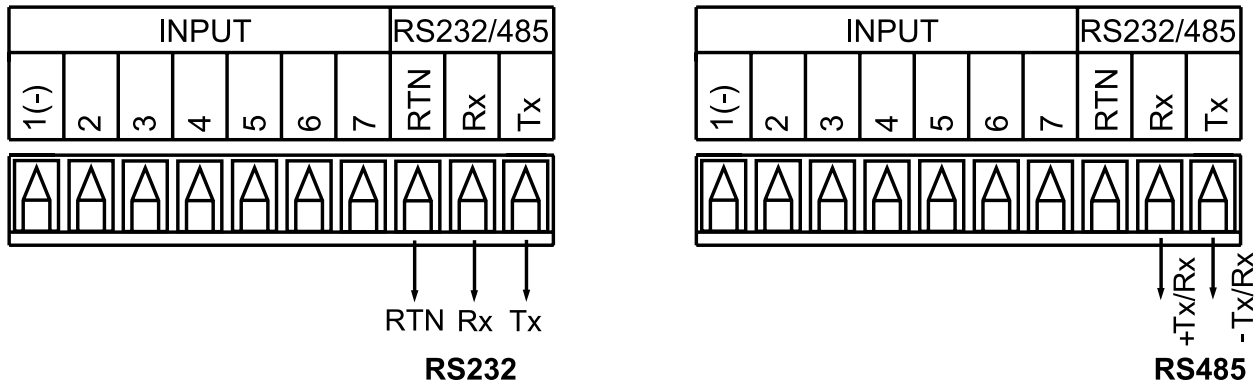 INPUT RS232/485
1(-) 2 3 4 5 6 7 RTN Rx Tx
RTN Rx Tx
RS232
INPUT RS232/485
1(-) 2 3 4 5 6 7 RTN Rx Tx
+Tx/Rx
- Tx/Rx
RS485